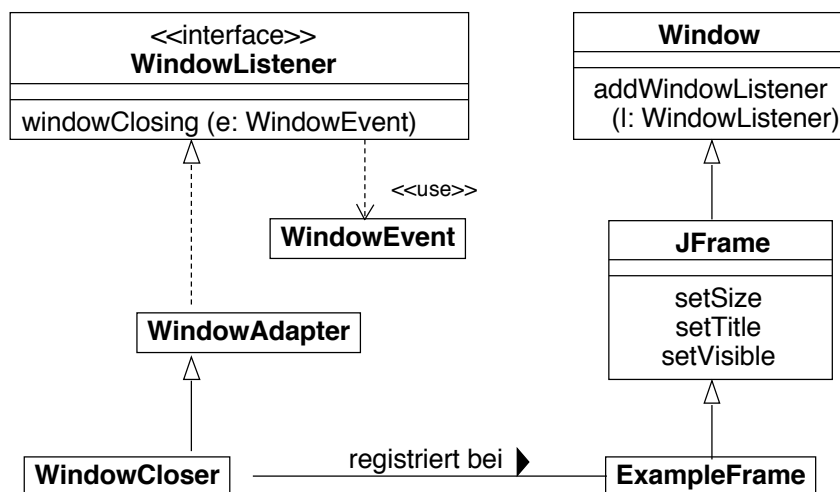 <<interface>>
WindowListener
windowClosing (e: WindowEvent)
<<use>>
WindowEvent
WindowAdapter
WindowCloser
registriert bei
Window
addWindowListener
(l: WindowListener)
JFrame
setSize
setTitle
setVisible
ExampleFrame